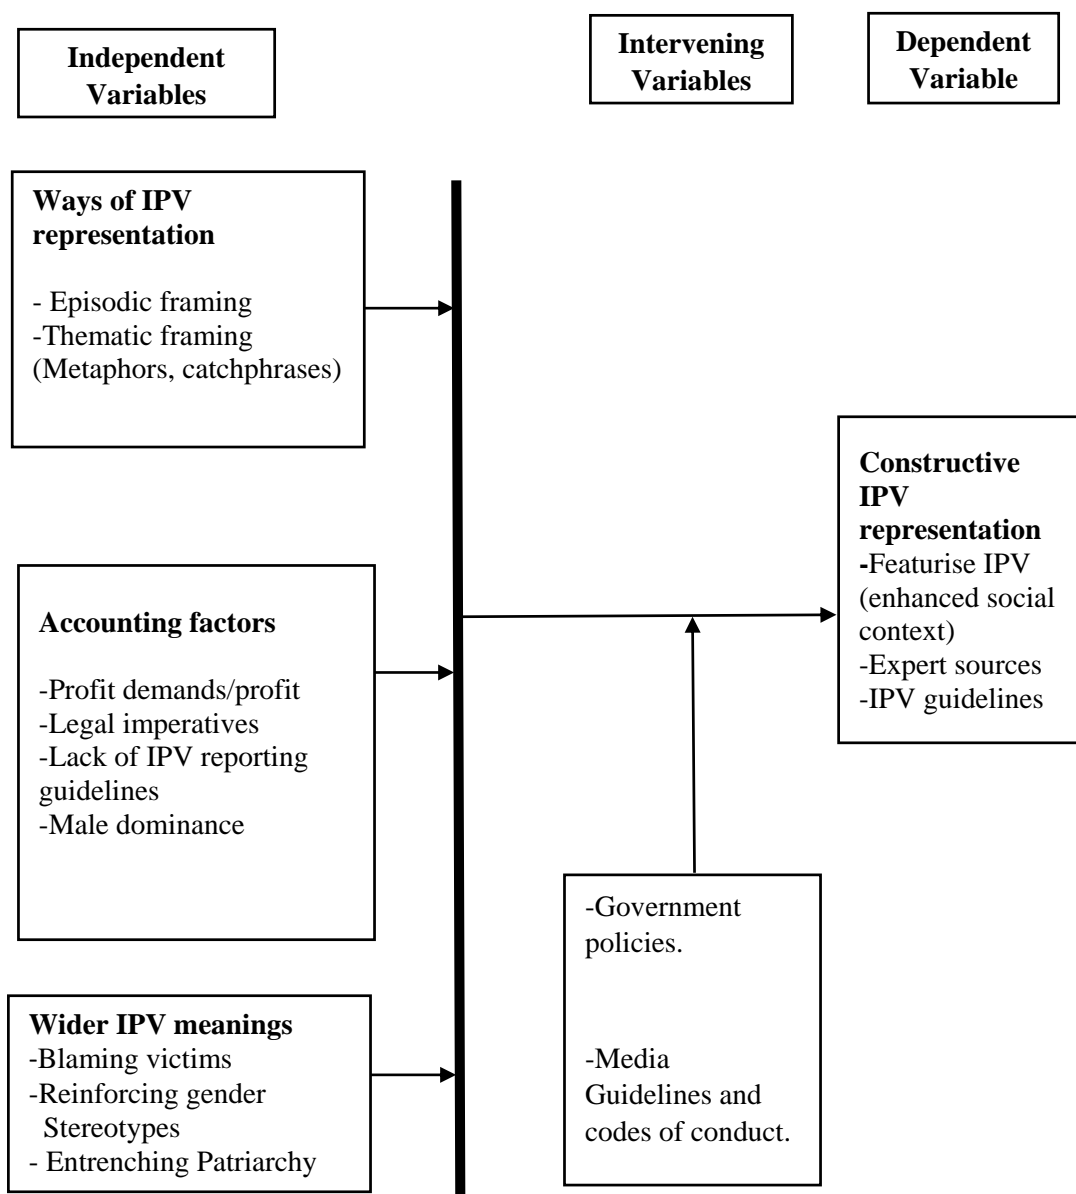 Independent
Variables
Intervening
Variables
Dependent
Variable
Ways of IPV
representation
- Episodic framing
-Thematic framing
(Metaphors, catchphrases)
Accounting factors
-Profit demands/profit
-Legal imperatives
-Lack of IPV reporting
guidelines
-Male dominance
Wider IPV meanings
-Blaming victims
-Reinforcing gender
Stereotypes
- Entrenching Patriarchy
-Government
policies.
-Media
Guidelines and
codes of conduct.
Constructive
IPV
representation
-Featurise IPV
(enhanced social
context)
-Expert sources
-IPV guidelines